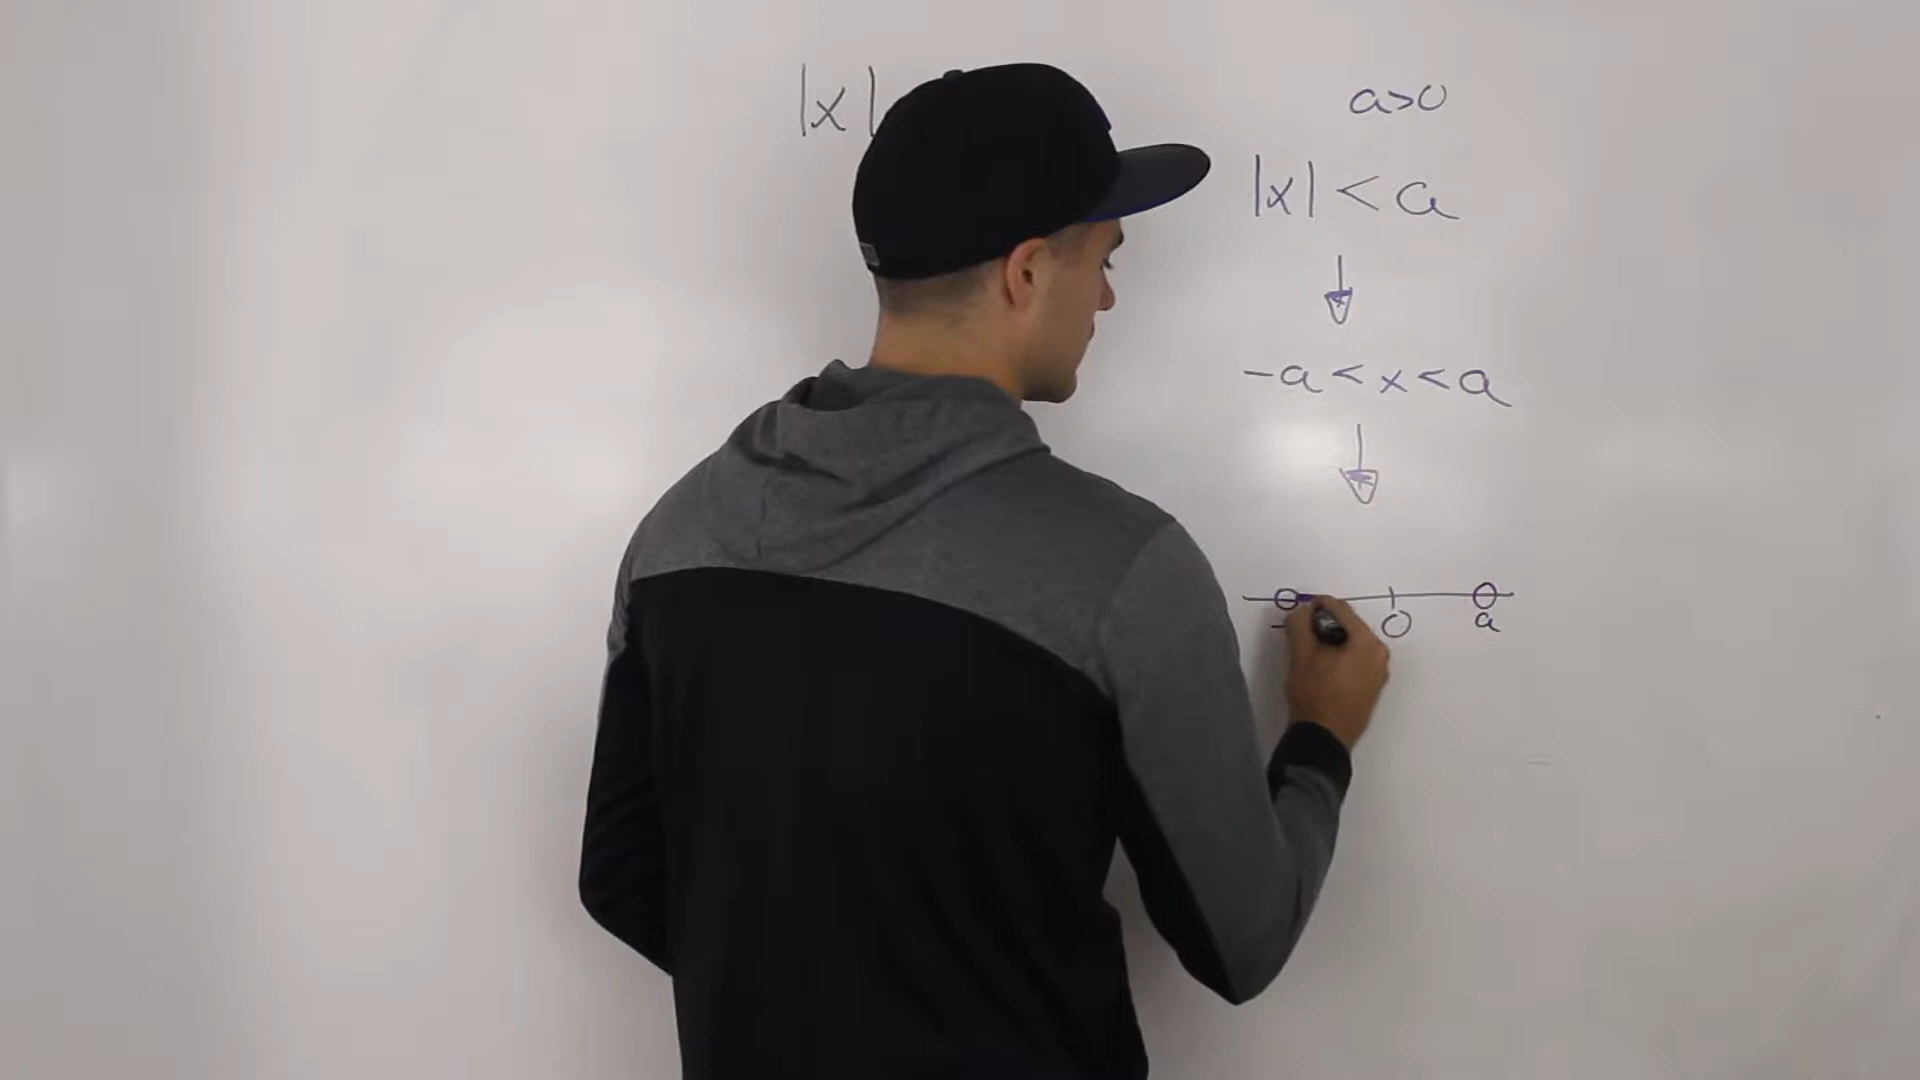 |x|
a>0
|x| < a
-a < x < a
0 a